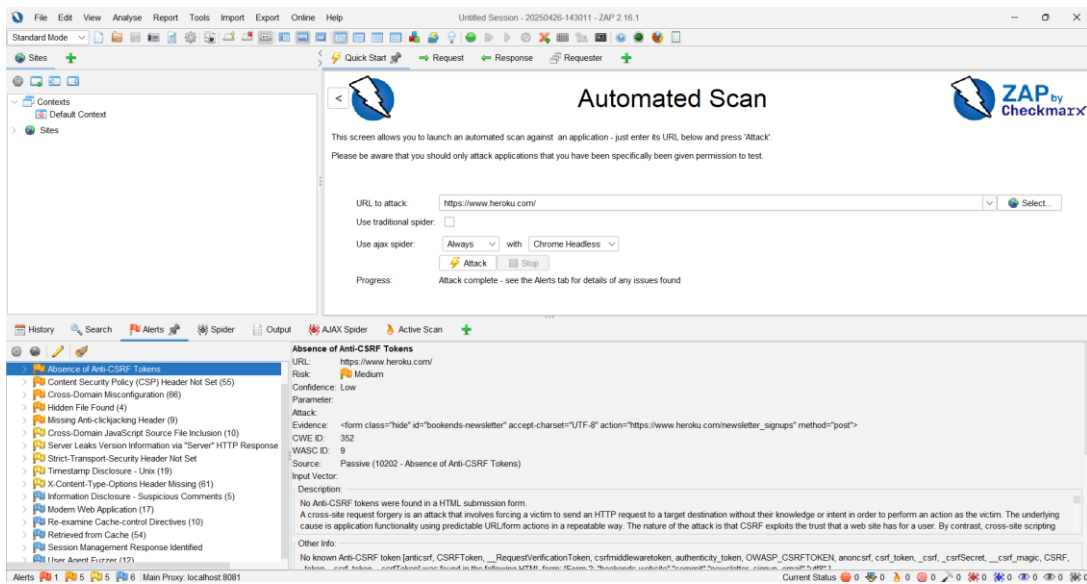 File Edit View Analyse Report Tools Import Export Online Help
Untitled Session - 20250426-143011 - ZAP 2.16.1
Standard Mode
Sites
Quick Start
Request
Response
Requester
Contexts
Default Context
Sites
<
Automated Scan
ZAP by
Checkmarx
This screen allows you to launch an automated scan against an application - just enter its URL below and press 'Attack'.
Please be aware that you should only attack applications that you have been specifically been given permission to test.
URL to attack: https://www.heroku.com/ Select...
Use traditional spider:
Use ajax spider: Always with Chrome Headless
Attack Stop
Progress: Attack complete - see the Alerts tab for details of any issues found
History Search Alerts Spider Output AJAX Spider Active Scan
Absence of Anti-CSRF Tokens
Content Security Policy (CSP) Header Not Set (55)
Cross-Domain Misconfiguration (66)
Hidden File Found (4)
Missing Anti-clickjacking Header (9)
Cross-Domain JavaScript Source File Inclusion (10)
Server Leaks Version Information via "Server" HTTP Response
Strict-Transport-Security Header Not Set
Timestamp Disclosure - Unix (19)
X-Content-Type-Options Header Missing (61)
Information Disclosure - Suspicious Comments (5)
Modern Web Application (17)
Re-examine Cache-control Directives (10)
Retrieved from Cache (54)
Session Management Response Identified
User Agent Fuzzer (12)
Absence of Anti-CSRF Tokens
URL: https://www.heroku.com/
Risk: Medium
Confidence: Low
Parameter:
Attack:
Evidence: <form class="hide" id="bookends-newsletter" accept-charset="UTF-8" action="https://www.heroku.com/newsletter_signups" method="post">
CWE ID: 352
WASC ID: 9
Source: Passive (10202 - Absence of Anti-CSRF Tokens)
Input Vector:
Description:
No Anti-CSRF tokens were found in a HTML submission form.
A cross-site request forgery is an attack that involves forcing a victim to send an HTTP request to a target destination without their knowledge or intent in order to perform an action as the victim. The underlying
cause is application functionality using predictable URL/form actions in a repeatable way. The nature of the attack is that CSRF exploits the trust that a web site has for a user. By contrast, cross-site scripting
Other Info:
No known Anti-CSRF token [anticsrf, CSRFToken, __RequestVerificationToken, csrfmiddlewaretoken, authenticity_token, OWASP_CSRFTOKEN, anoncsrf, csrf_token, _csrf, _csrfSecret, __csrf_magic, CSRF,
Alerts 1 5 5 6 Main Proxy: localhost:8081
Current Status 0 0 0 0 0 0 0 0 0